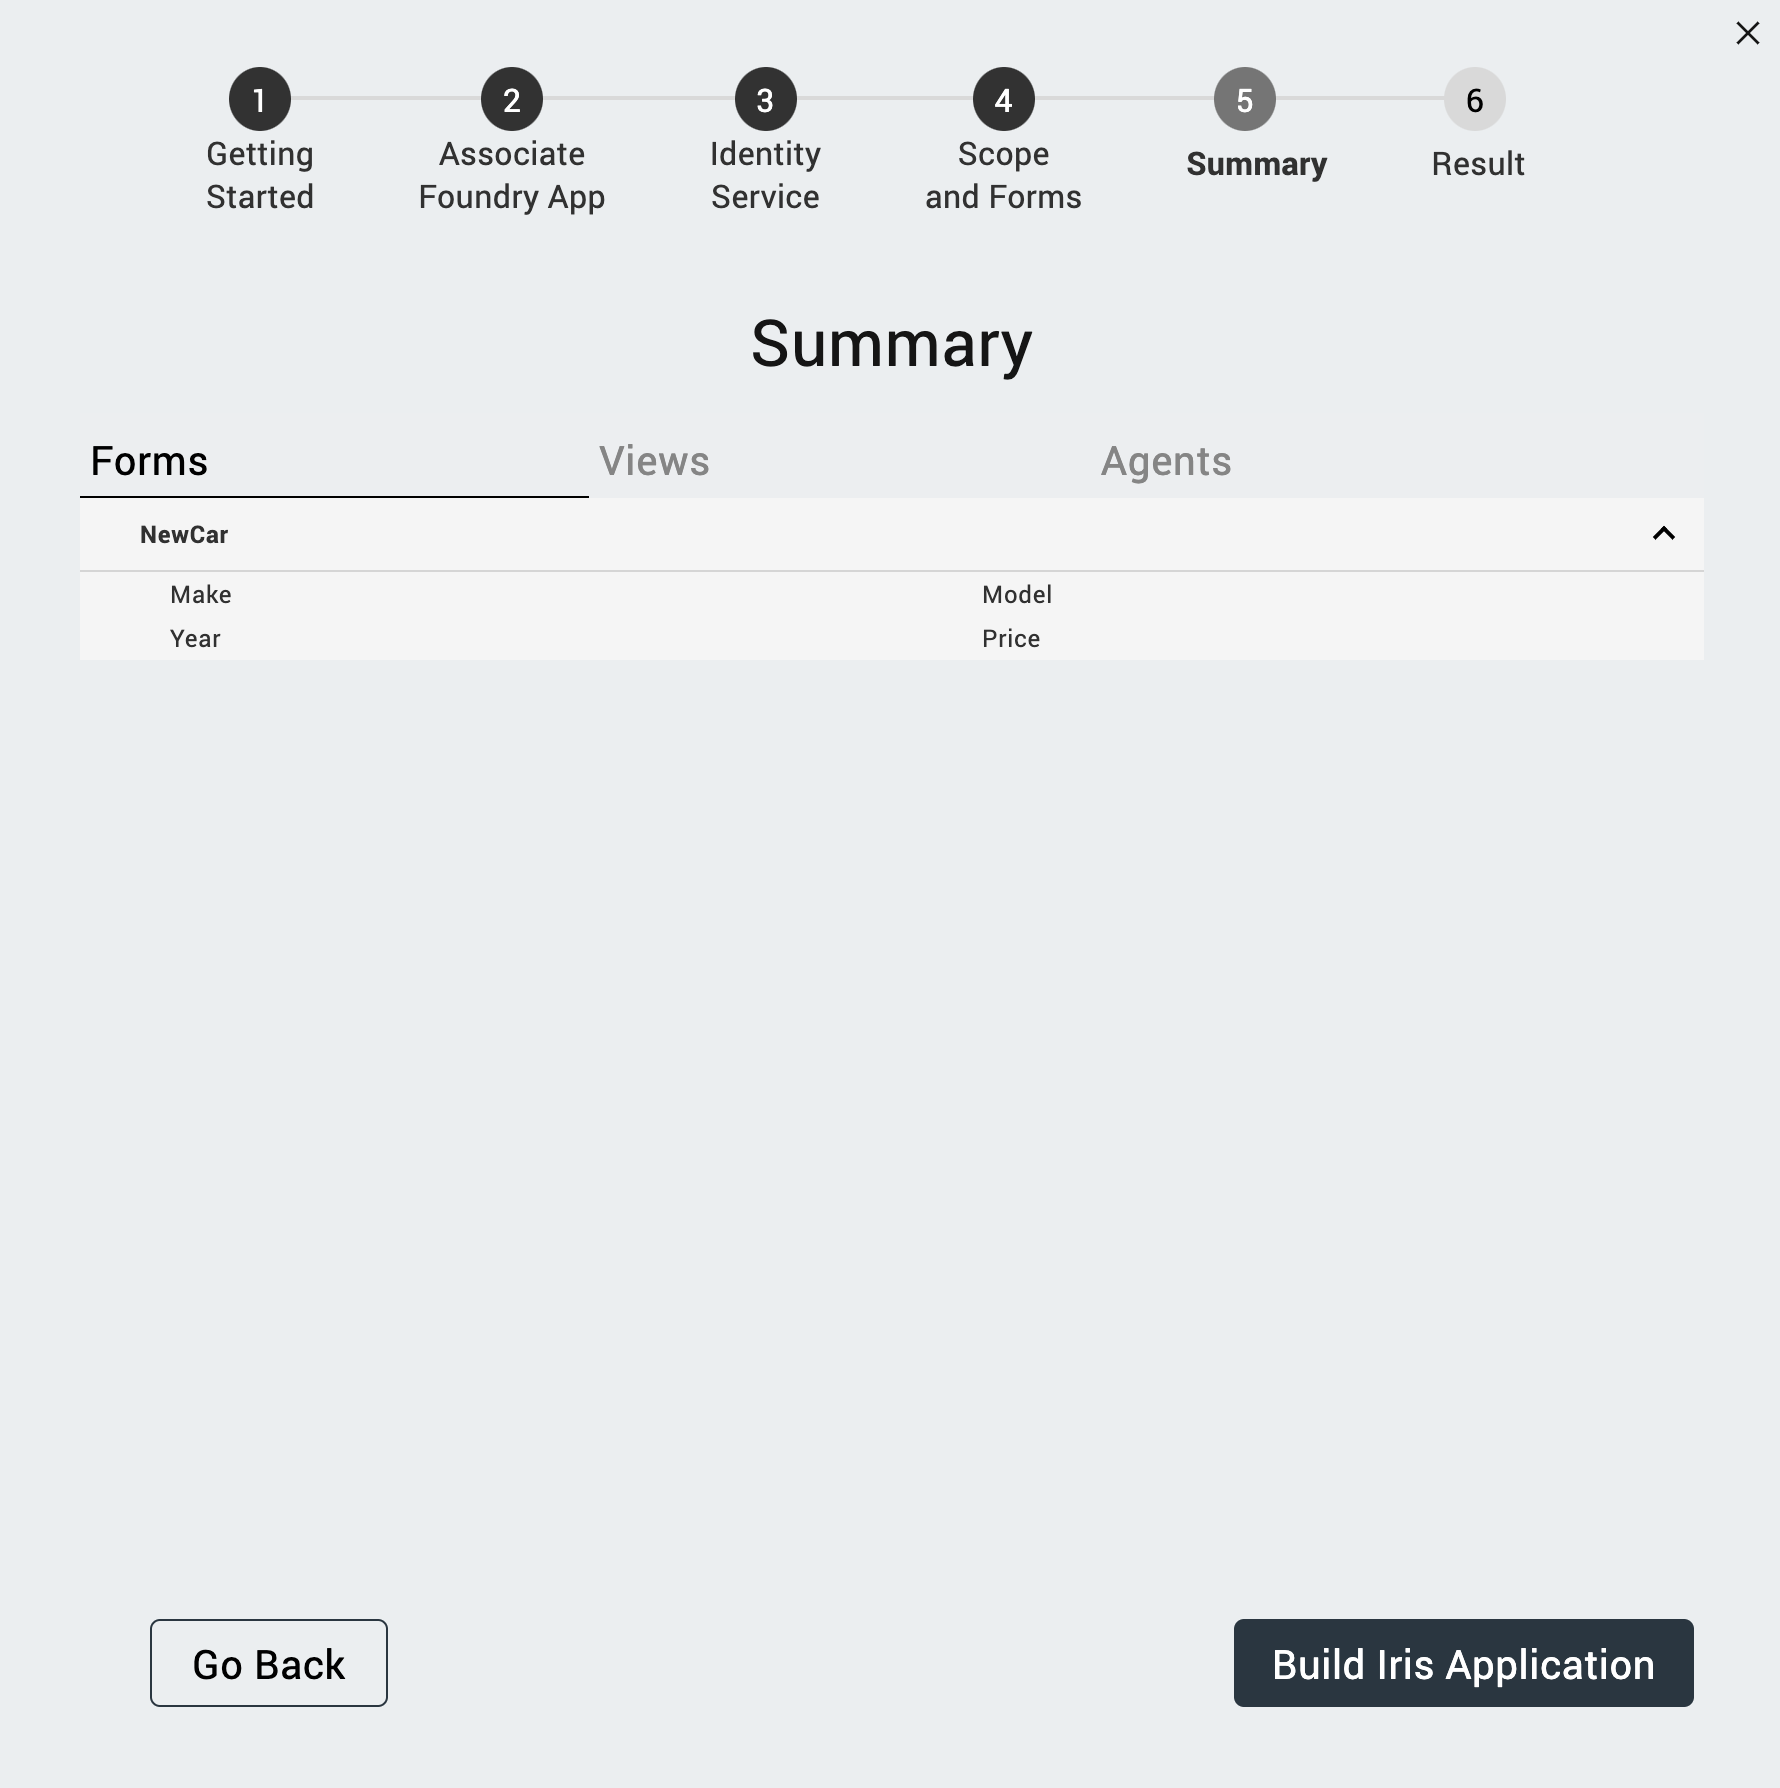 1
2
3
4
5
6
Getting
Started
Associate
Foundry App
Identity
Service
Scope
and Forms
Summary
Result
Summary
Forms
Views
Agents
NewCar
Make
Model
Year
Price
Go Back
Build Iris Application